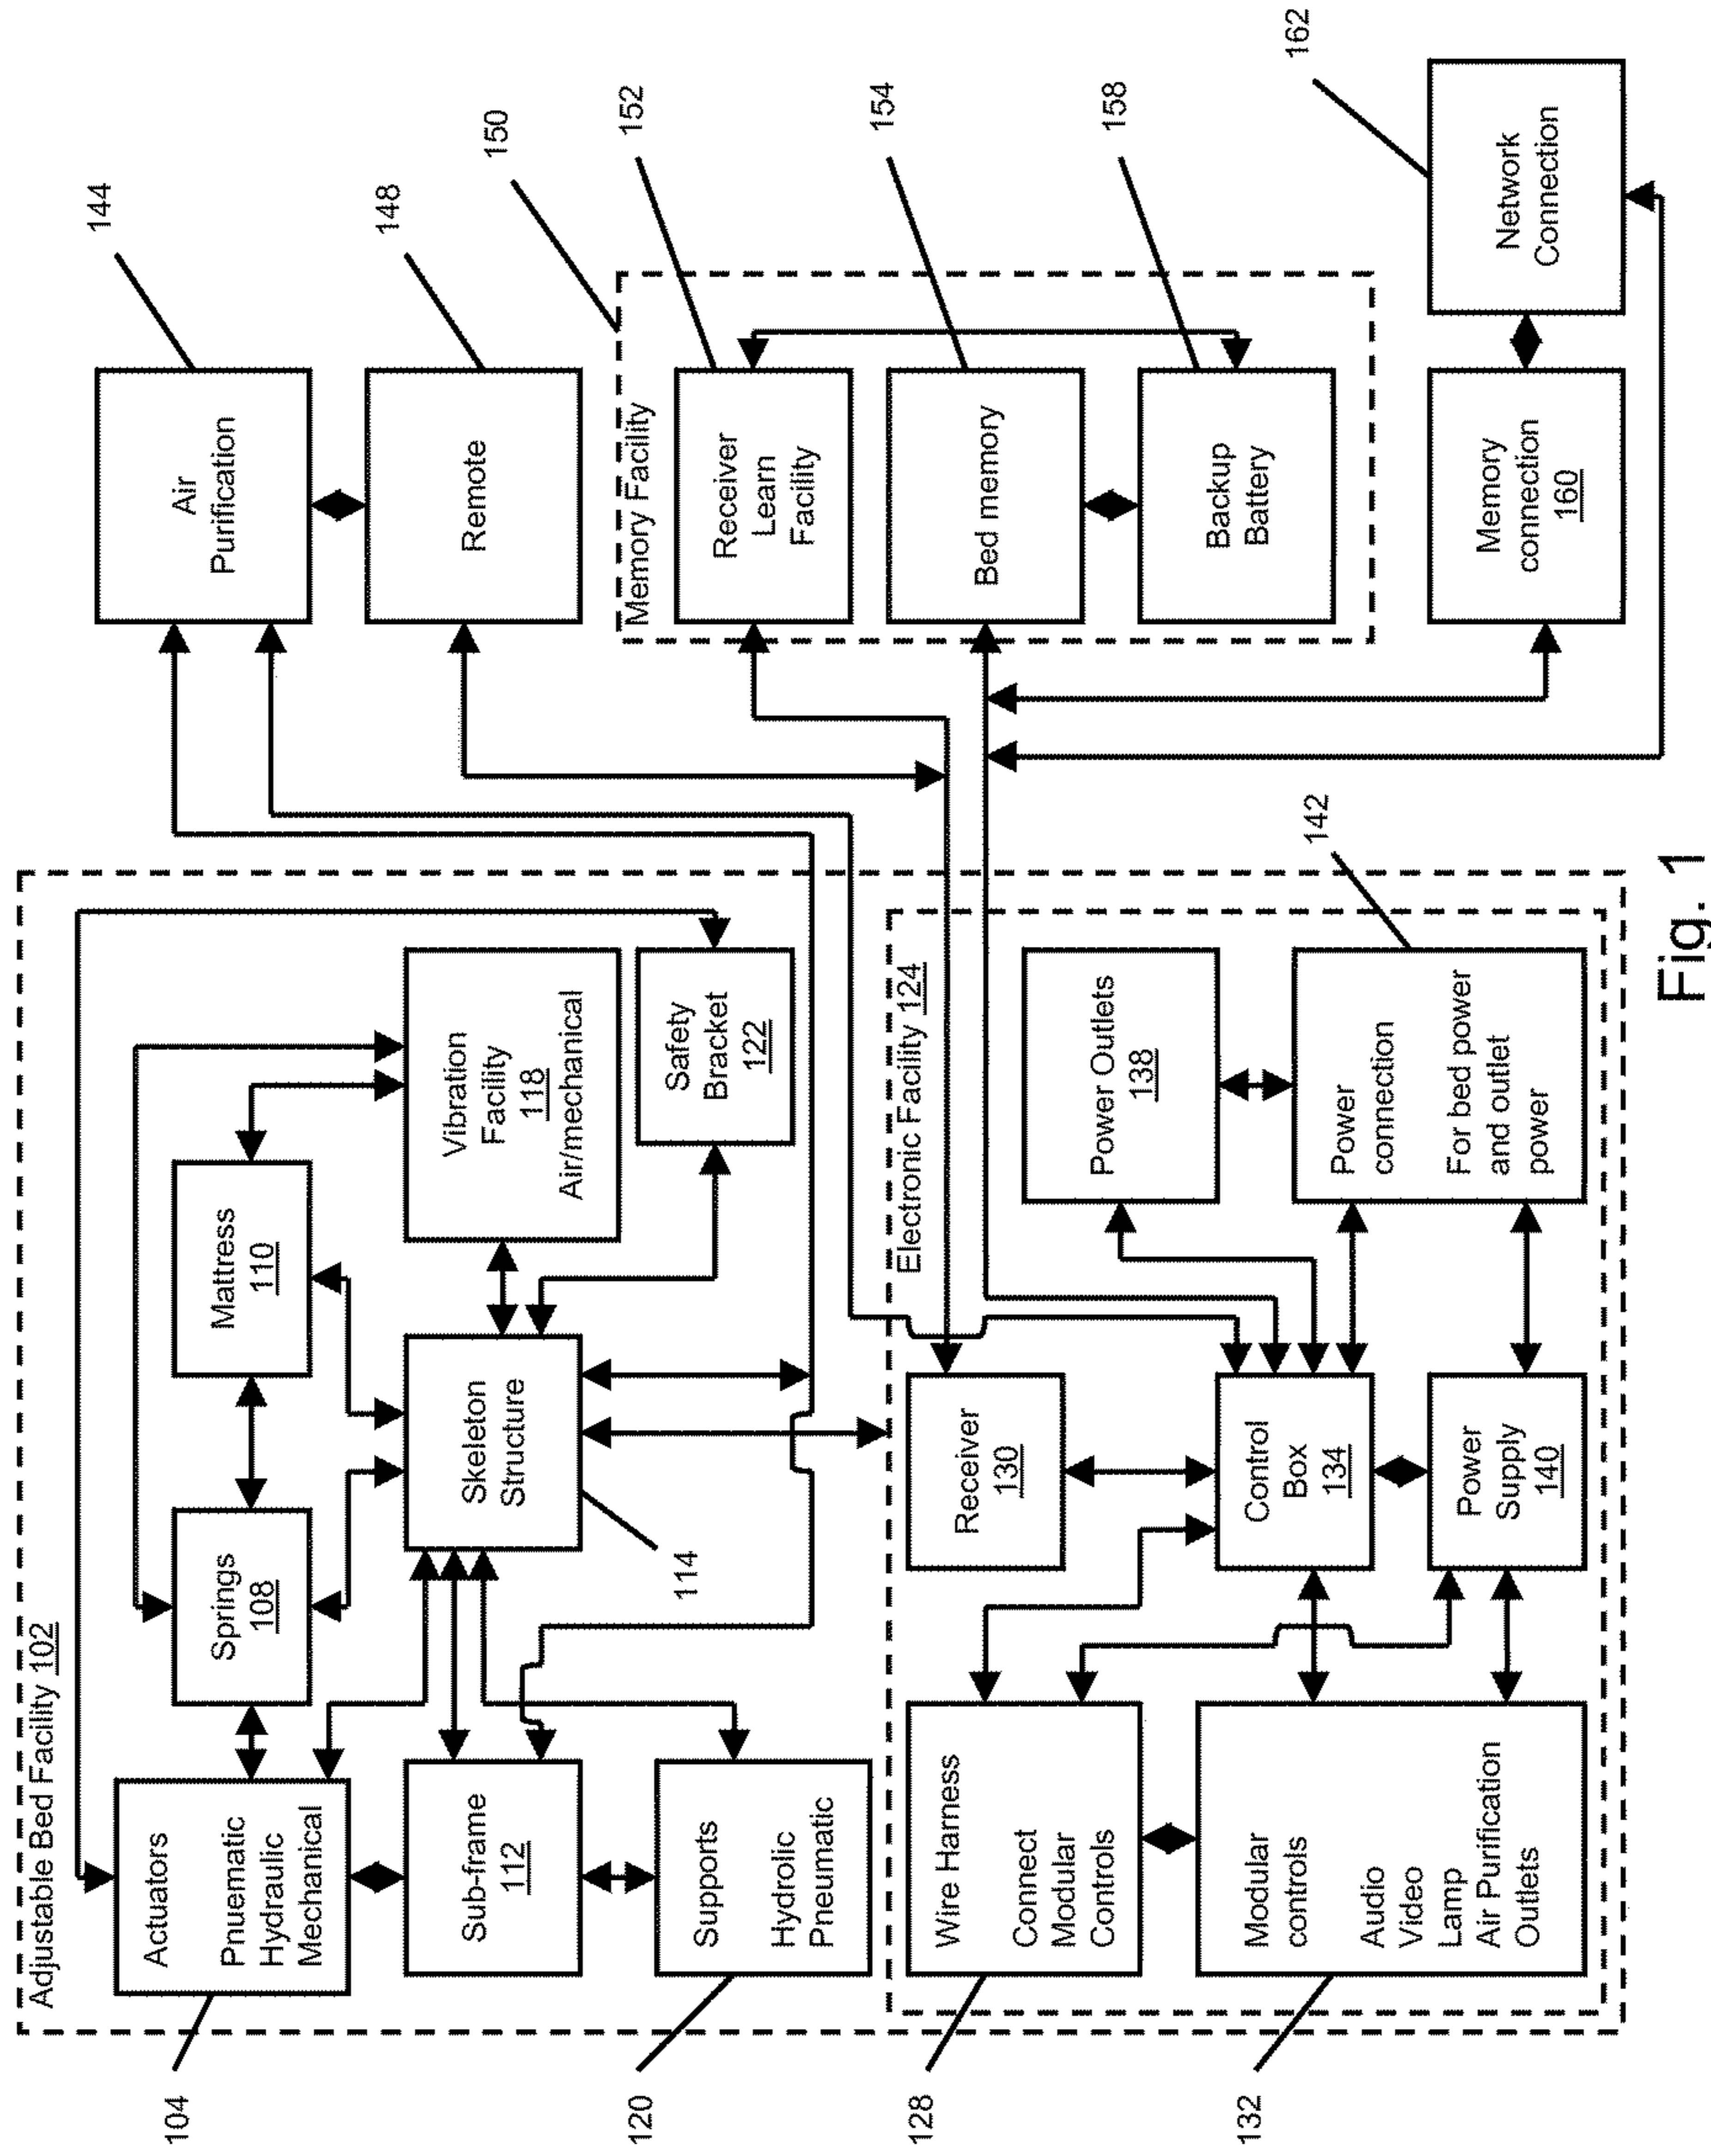 Adjustable Bed Facility 102
Actuators
Pnuematic
Hydraulic
Mechanical
Springs
108
Mattress
110
Sub-frame
112
Skeleton
Structure
Vibration
Facility
118
Air/mechanical
Supports
Hydrolic
Pneumatic
Safety
Bracket
122
104
120
114
Electronic Facility 124
Wire Harness
Connect
Modular
Controls
Receiver
130
Power Outlets
138
Modular
controls
Audio
Video
Lamp
Air Purification
Outlets
Control
Box
134
Power
Supply
140
Power
connection
For bed power
and outlet
power
128
132
142
Air
Purification
144
Remote
148
150
Memory Facility
Receiver
Learn
Facility
152
Bed memory
154
Backup
Battery
158
Memory
connection
160
Network
Connection
162
Fig. 1